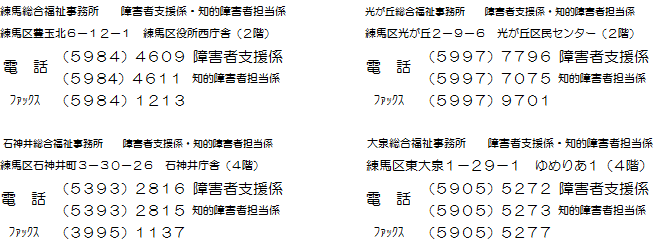 練馬総合福祉事務所　障害者支援係・知的障害者担当係
練馬区豊玉北６－１２－１　練馬区役所西庁舎（２階）
電　話　（５９８４）４６０９ 障害者支援係
（５９８４）４６１１ 知的障害者担当係
ﾌｧｯｸｽ　（５９８４）１２１３
光が丘総合福祉事務所　障害者支援係・知的障害者担当係
練馬区光が丘２－９－６　光が丘区民センター（２階）
電　話　（５９９７）７７９６ 障害者支援係
（５９９７）７０７５ 知的障害者担当係
ﾌｧｯｸｽ　（５９９７）９７０１
石神井総合福祉事務所　障害者支援係・知的障害者担当係
練馬区石神井町３－３０－２６　石神井庁舎（４階）
電　話　（５３９３）２８１６ 障害者支援係
（５３９３）２８１５ 知的障害者担当係
ﾌｧｯｸｽ　（３９９５）１１３７
大泉総合福祉事務所　障害者支援係・知的障害者担当係
練馬区東大泉１－２９－１　ゆめりあ１（４階）
電　話　（５９０５）５２７２ 障害者支援係
（５９０５）５２７３ 知的障害者担当係
ﾌｧｯｸｽ　（５９０５）５２７７